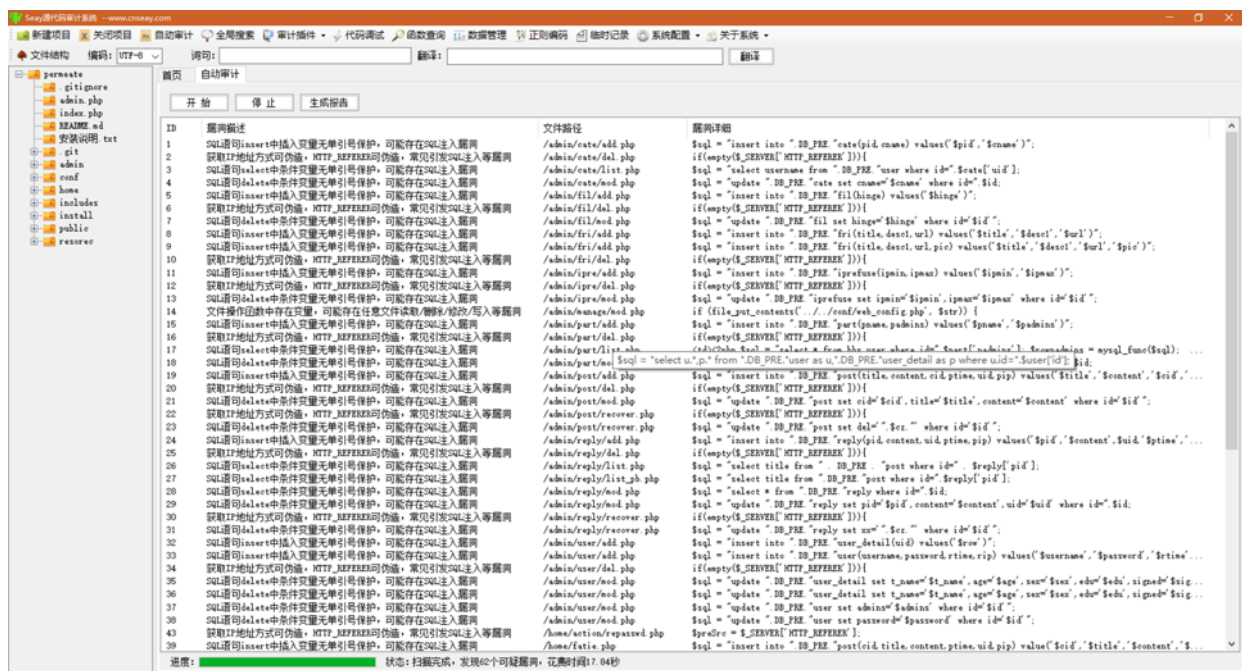 Seay源代码审计系统 --www.cnseay.com
新建项目 关闭项目 自动审计 全局搜索 审计插件 代码调试 函数查询 数据管理 正则编码 临时记录 系统配置 关于系统
文件结构 编码: UTF-8 词句: 翻译: 翻译
permeate
.gitignore
admin.php
index.php
README.md
安装说明.txt
.git
admin
conf
home
includes
install
public
resorec
首页 自动审计
开 始 停 止 生成报告
ID 漏洞描述 文件路径 漏洞详细
1 SQL语句insert中插入变量无单引号保护,可能存在SQL注入漏洞 /admin/cate/add.php $sql = "insert into ".DB_PRE."cate(pid,cname) values('$pid','$cname')";
2 获取IP地址方式可伪造,HTTP_REFERER可伪造,常见引发SQL注入等漏洞 /admin/cate/del.php if(empty($_SERVER['HTTP_REFERER'])){
3 SQL语句select中条件变量无单引号保护,可能存在SQL注入漏洞 /admin/cate/list.php $sql = "select username from ".DB_PRE."user where id=".$cate['uid'];
4 SQL语句delete中条件变量无单引号保护,可能存在SQL注入漏洞 /admin/cate/mod.php $sql = "update ".DB_PRE."cate set cname='$cname' where id=".$id;
5 SQL语句insert中插入变量无单引号保护,可能存在SQL注入漏洞 /admin/fil/add.php $sql = "insert into ".DB_PRE."fil(hinge) values('$hinge')";
6 获取IP地址方式可伪造,HTTP_REFERER可伪造,常见引发SQL注入等漏洞 /admin/fil/del.php if(empty($_SERVER['HTTP_REFERER'])){
7 SQL语句delete中条件变量无单引号保护,可能存在SQL注入漏洞 /admin/fil/mod.php $sql = "update ".DB_PRE."fil set hinge='$hinge' where id='$id'";
8 SQL语句insert中插入变量无单引号保护,可能存在SQL注入漏洞 /admin/fri/add.php $sql = "insert into ".DB_PRE."fri(title,desc1,url) values('$title','$desc1','$url')";
9 SQL语句insert中插入变量无单引号保护,可能存在SQL注入漏洞 /admin/fri/add.php $sql = "insert into ".DB_PRE."fri(title,desc1,url,pic) values('$title','$desc1','$url','$pic')";
10 获取IP地址方式可伪造,HTTP_REFERER可伪造,常见引发SQL注入等漏洞 /admin/fri/del.php if(empty($_SERVER['HTTP_REFERER'])){
11 SQL语句insert中插入变量无单引号保护,可能存在SQL注入漏洞 /admin/ipre/add.php $sql = "insert into ".DB_PRE."iprefuse(ipmin,ipmax) values('$ipmin','$ipmax')";
12 获取IP地址方式可伪造,HTTP_REFERER可伪造,常见引发SQL注入等漏洞 /admin/ipre/del.php if(empty($_SERVER['HTTP_REFERER'])){
13 SQL语句delete中条件变量无单引号保护,可能存在SQL注入漏洞 /admin/ipre/mod.php $sql = "update ".DB_PRE."iprefuse set ipmin='$ipmin',ipmax='$ipmax' where id='$id'";
14 文件操作函数中存在变量,可能存在任意文件读取/删除/修改/写入等漏洞 /admin/manage/mod.php if (file_put_contents('../../conf/web_config.php', $str)) {
15 SQL语句insert中插入变量无单引号保护,可能存在SQL注入漏洞 /admin/part/add.php $sql = "insert into ".DB_PRE."part(pname,padmins) values('$pname','$padmins')";
16 获取IP地址方式可伪造,HTTP_REFERER可伪造,常见引发SQL注入等漏洞 /admin/part/del.php if(empty($_SERVER['HTTP_REFERER'])){
17 SQL语句select中条件变量无单引号保护,可能存在SQL注入漏洞 /admin/part/list.php <td><?php $sql = "select * from bbs_user where id=".$part['padmins']; $rowadmins = mysql_func($sql); ...
$sql = "select u.*,p.* from ".DB_PRE."user as u,".DB_PRE."user_detail as p where u.id=".$user['id'];
18 SQL语句delete中条件变量无单引号保护,可能存在SQL注入漏洞 /admin/part/mo $id;
19 SQL语句insert中插入变量无单引号保护,可能存在SQL注入漏洞 /admin/post/add.php $sql = "insert into ".DB_PRE."post(title,content,cid,ptime,uid,pip) values('$title','$content','$cid','...
20 获取IP地址方式可伪造,HTTP_REFERER可伪造,常见引发SQL注入等漏洞 /admin/post/del.php if(empty($_SERVER['HTTP_REFERER'])){
21 SQL语句delete中条件变量无单引号保护,可能存在SQL注入漏洞 /admin/post/mod.php $sql = "update ".DB_PRE."post set cid='$cid',title='$title',content='$content' where id='$id'";
22 获取IP地址方式可伪造,HTTP_REFERER可伪造,常见引发SQL注入等漏洞 /admin/post/recover.php if(empty($_SERVER['HTTP_REFERER'])){
23 SQL语句delete中条件变量无单引号保护,可能存在SQL注入漏洞 /admin/post/recover.php $sql = "update ".DB_PRE."post set del='".$cz."' where id='$id'";
24 SQL语句insert中插入变量无单引号保护,可能存在SQL注入漏洞 /admin/reply/add.php $sql = "insert into ".DB_PRE."reply(pid,content,uid,ptime,pip) values('$pid','$content',$uid,'$ptime','...
25 获取IP地址方式可伪造,HTTP_REFERER可伪造,常见引发SQL注入等漏洞 /admin/reply/del.php if(empty($_SERVER['HTTP_REFERER'])){
26 SQL语句select中条件变量无单引号保护,可能存在SQL注入漏洞 /admin/reply/list.php $sql = "select title from " . DB_PRE . "post where id=" . $reply['pid'];
27 SQL语句select中条件变量无单引号保护,可能存在SQL注入漏洞 /admin/reply/list_pb.php $sql = "select title from ".DB_PRE."post where id=".$reply['pid'];
28 SQL语句select中条件变量无单引号保护,可能存在SQL注入漏洞 /admin/reply/mod.php $sql = "select * from ".DB_PRE."reply where id=".$id;
29 SQL语句delete中条件变量无单引号保护,可能存在SQL注入漏洞 /admin/reply/mod.php $sql = "update ".DB_PRE."reply set pid='$pid',content='$content',uid='$uid' where id=".$id;
30 获取IP地址方式可伪造,HTTP_REFERER可伪造,常见引发SQL注入等漏洞 /admin/reply/recover.php if(empty($_SERVER['HTTP_REFERER'])){
31 SQL语句delete中条件变量无单引号保护,可能存在SQL注入漏洞 /admin/reply/recover.php $sql = "update ".DB_PRE."reply set xx='".$cz."' where id='$id'";
32 SQL语句insert中插入变量无单引号保护,可能存在SQL注入漏洞 /admin/user/add.php $sql = "insert into ".DB_PRE."user_detail(uid) values('$row')";
33 SQL语句insert中插入变量无单引号保护,可能存在SQL注入漏洞 /admin/user/add.php $sql = "insert into ".DB_PRE."user(username,password,rtime,rip) values('$username','$password','$rtime'...
34 获取IP地址方式可伪造,HTTP_REFERER可伪造,常见引发SQL注入等漏洞 /admin/user/del.php if(empty($_SERVER['HTTP_REFERER'])){
35 SQL语句delete中条件变量无单引号保护,可能存在SQL注入漏洞 /admin/user/mod.php $sql = "update ".DB_PRE."user_detail set t_name='$t_name',age='$age',sex='$sex',edu='$edu',signed='$sig...
36 SQL语句delete中条件变量无单引号保护,可能存在SQL注入漏洞 /admin/user/mod.php $sql = "update ".DB_PRE."user_detail set t_name='$t_name',age='$age',sex='$sex',edu='$edu',signed='$sig...
37 SQL语句delete中条件变量无单引号保护,可能存在SQL注入漏洞 /admin/user/mod.php $sql = "update ".DB_PRE."user set admins='$admins' where id='$id'";
38 SQL语句delete中条件变量无单引号保护,可能存在SQL注入漏洞 /admin/user/mod.php $sql = "update ".DB_PRE."user set password='$password' where id='$id'";
43 获取IP地址方式可伪造,HTTP_REFERER可伪造,常见引发SQL注入等漏洞 /home/action/repasswd.php $preSrc = $_SERVER['HTTP_REFERER'];
39 SQL语句insert中插入变量无单引号保护,可能存在SQL注入漏洞 /home/fatie.php $sql = "insert into ".DB_PRE."post(cid,title,content,ptime,uid,pip) values('$cid','$title','$content','$...
进度: 状态:扫描完成,发现62个可疑漏洞,花费时间17.84秒